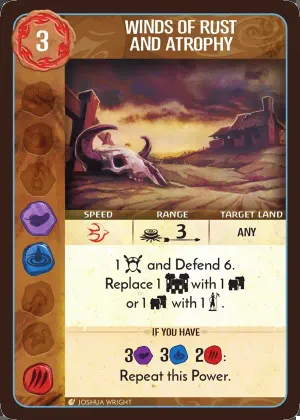 3
WINDS OF RUST
AND ATROPHY
SPEED RANGE TARGET LAND
3 ANY
1 and Defend 6.
Replace 1 with 1
or 1 with 1 .
IF YOU HAVE
3 3 2 :
Repeat this Power.
JOSHUA WRIGHT